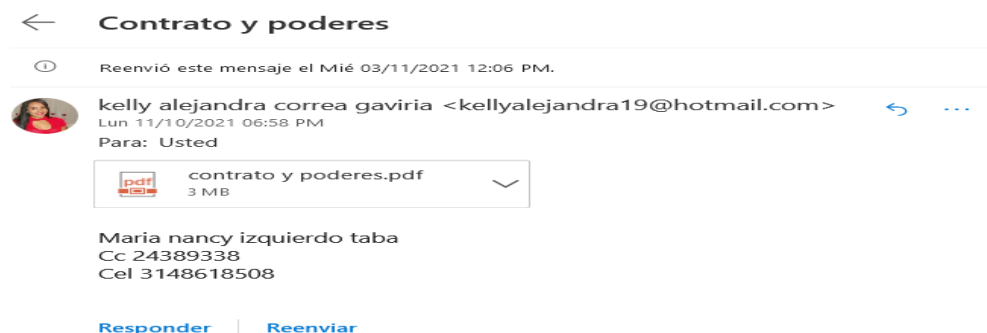 Contrato y poderes
Reenvió este mensaje el Mié 03/11/2021 12:06 PM.
kelly alejandra correa gaviria <kellyalejandra19@hotmail.com>
Lun 11/10/2021 06:58 PM
Para: Usted
pdf
contrato y poderes.pdf
3 MB
Maria nancy izquierdo taba
Cc 24389338
Cel 3148618508
Responder Reenviar